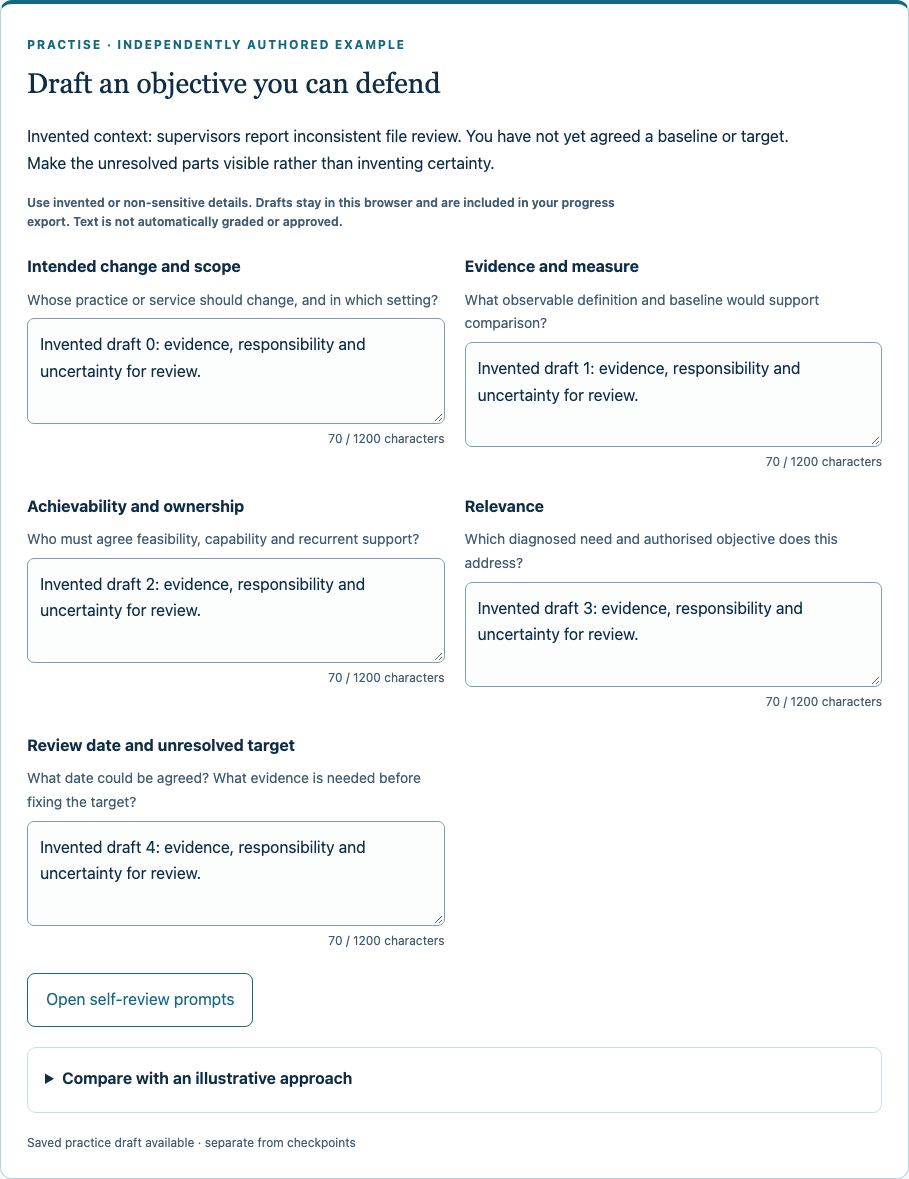 PRACTISE · INDEPENDENTLY AUTHORED EXAMPLE
Draft an objective you can defend
Invented context: supervisors report inconsistent file review. You have not yet agreed a baseline or target.
Make the unresolved parts visible rather than inventing certainty.
Use invented or non-sensitive details. Drafts stay in this browser and are included in your progress
export. Text is not automatically graded or approved.
Intended change and scope
Whose practice or service should change, and in which setting?
Invented draft 0: evidence, responsibility and
uncertainty for review.
70 / 1200 characters
Evidence and measure
What observable definition and baseline would support
comparison?
Invented draft 1: evidence, responsibility and
uncertainty for review.
70 / 1200 characters
Achievability and ownership
Who must agree feasibility, capability and recurrent support?
Invented draft 2: evidence, responsibility and
uncertainty for review.
70 / 1200 characters
Relevance
Which diagnosed need and authorised objective does this
address?
Invented draft 3: evidence, responsibility and
uncertainty for review.
70 / 1200 characters
Review date and unresolved target
What date could be agreed? What evidence is needed before
fixing the target?
Invented draft 4: evidence, responsibility and
uncertainty for review.
70 / 1200 characters
Open self-review prompts
Compare with an illustrative approach
Saved practice draft available · separate from checkpoints